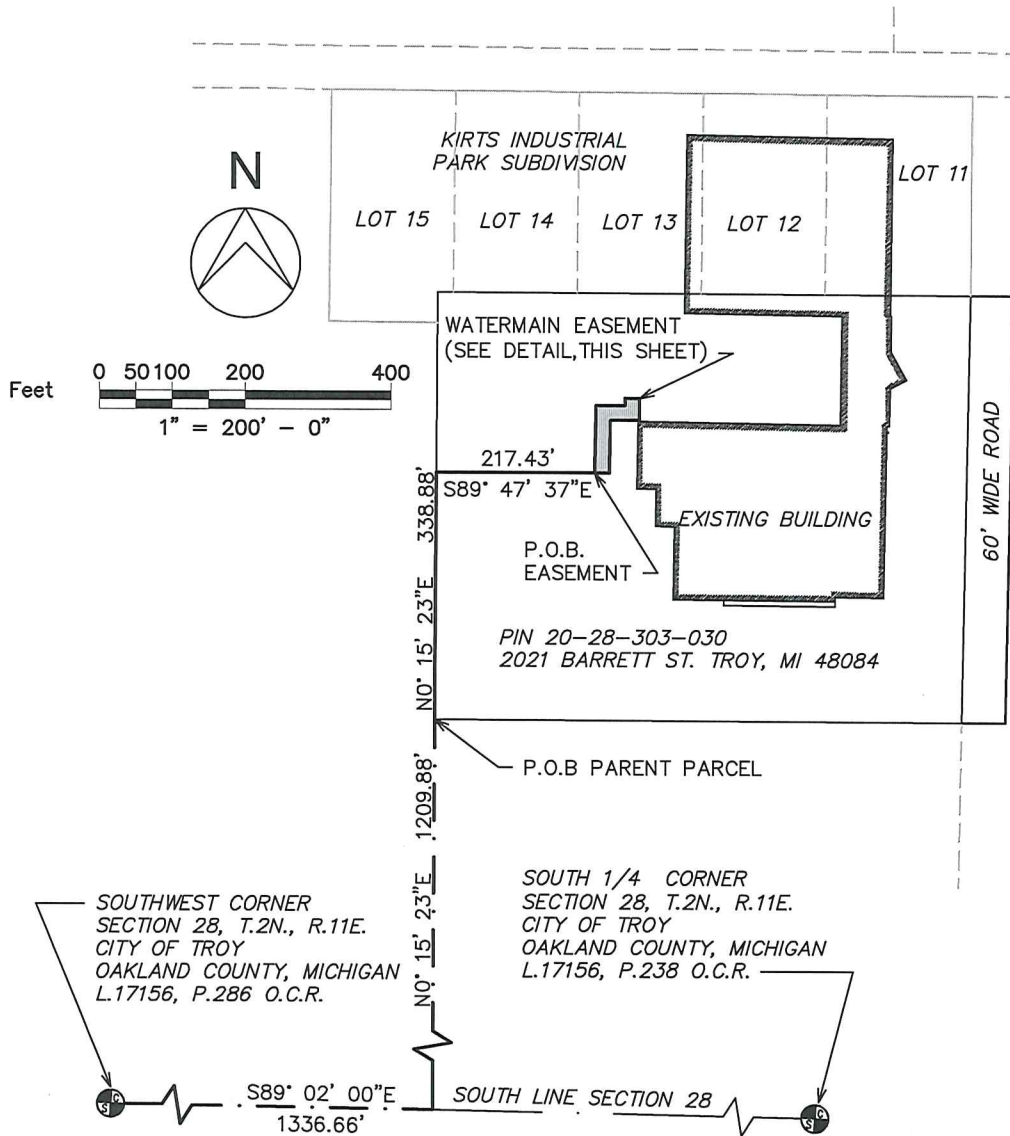 KIRTS INDUSTRIAL
PARK SUBDIVISION
LOT 11
N
LOT 15
LOT 14
LOT 13
LOT 12
WATERMAIN EASEMENT
(SEE DETAIL,THIS SHEET)
Feet
0 50 100 200 400
1" = 200' - 0"
217.43'
S89° 47' 37"E
338.88'
N0° 15' 23"E
P.O.B.
EASEMENT
EXISTING BUILDING
60' WIDE ROAD
PIN 20-28-303-030
2021 BARRETT ST. TROY, MI 48084
P.O.B PARENT PARCEL
1209.88'
N0° 15' 23"E
SOUTHWEST CORNER
SECTION 28, T.2N., R.11E.
CITY OF TROY
OAKLAND COUNTY, MICHIGAN
L.17156, P.286 O.C.R.
SOUTH 1/4 CORNER
SECTION 28, T.2N., R.11E.
CITY OF TROY
OAKLAND COUNTY, MICHIGAN
L.17156, P.238 O.C.R.
S89° 02' 00"E
1336.66'
SOUTH LINE SECTION 28
C
S
C
S